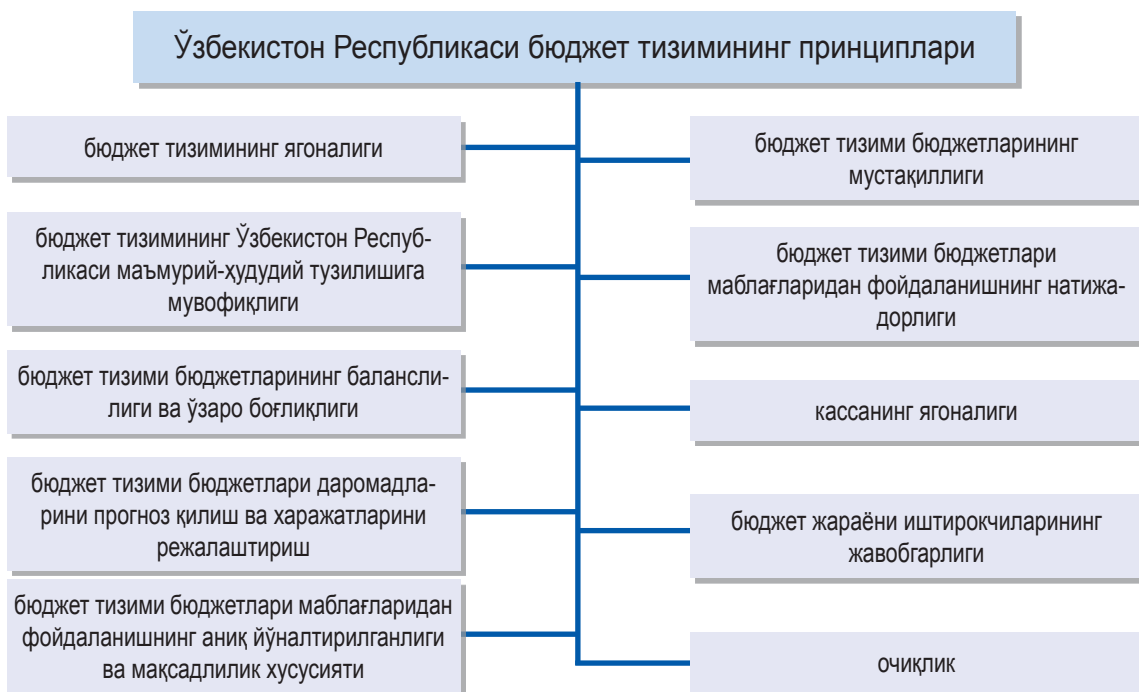 Ўзбекистон Республикаси бюджет тизимининг принциплари
бюджет тизимининг ягоналиги
бюджет тизимининг Ўзбекистон Респуб-
ликаси маъмурий-ҳудудий тузилишига
мувофиқлиги
бюджет тизими бюджетларининг балансли-
лиги ва ўзаро боғлиқлиги
бюджет тизими бюджетлари даромадла-
рини прогноз қилиш ва харажатларини
режалаштириш
бюджет тизими бюджетлари маблағларидан
фойдаланишнинг аниқ йўналтирилганлиги
ва мақсадлилик хусусияти
бюджет тизими бюджетларининг
мустақиллиги
бюджет тизими бюджетлари
маблағларидан фойдаланишнинг натижа-
дорлиги
кассанинг ягоналиги
бюджет жараёни иштирокчиларининг
жавобгарлиги
очиқлик